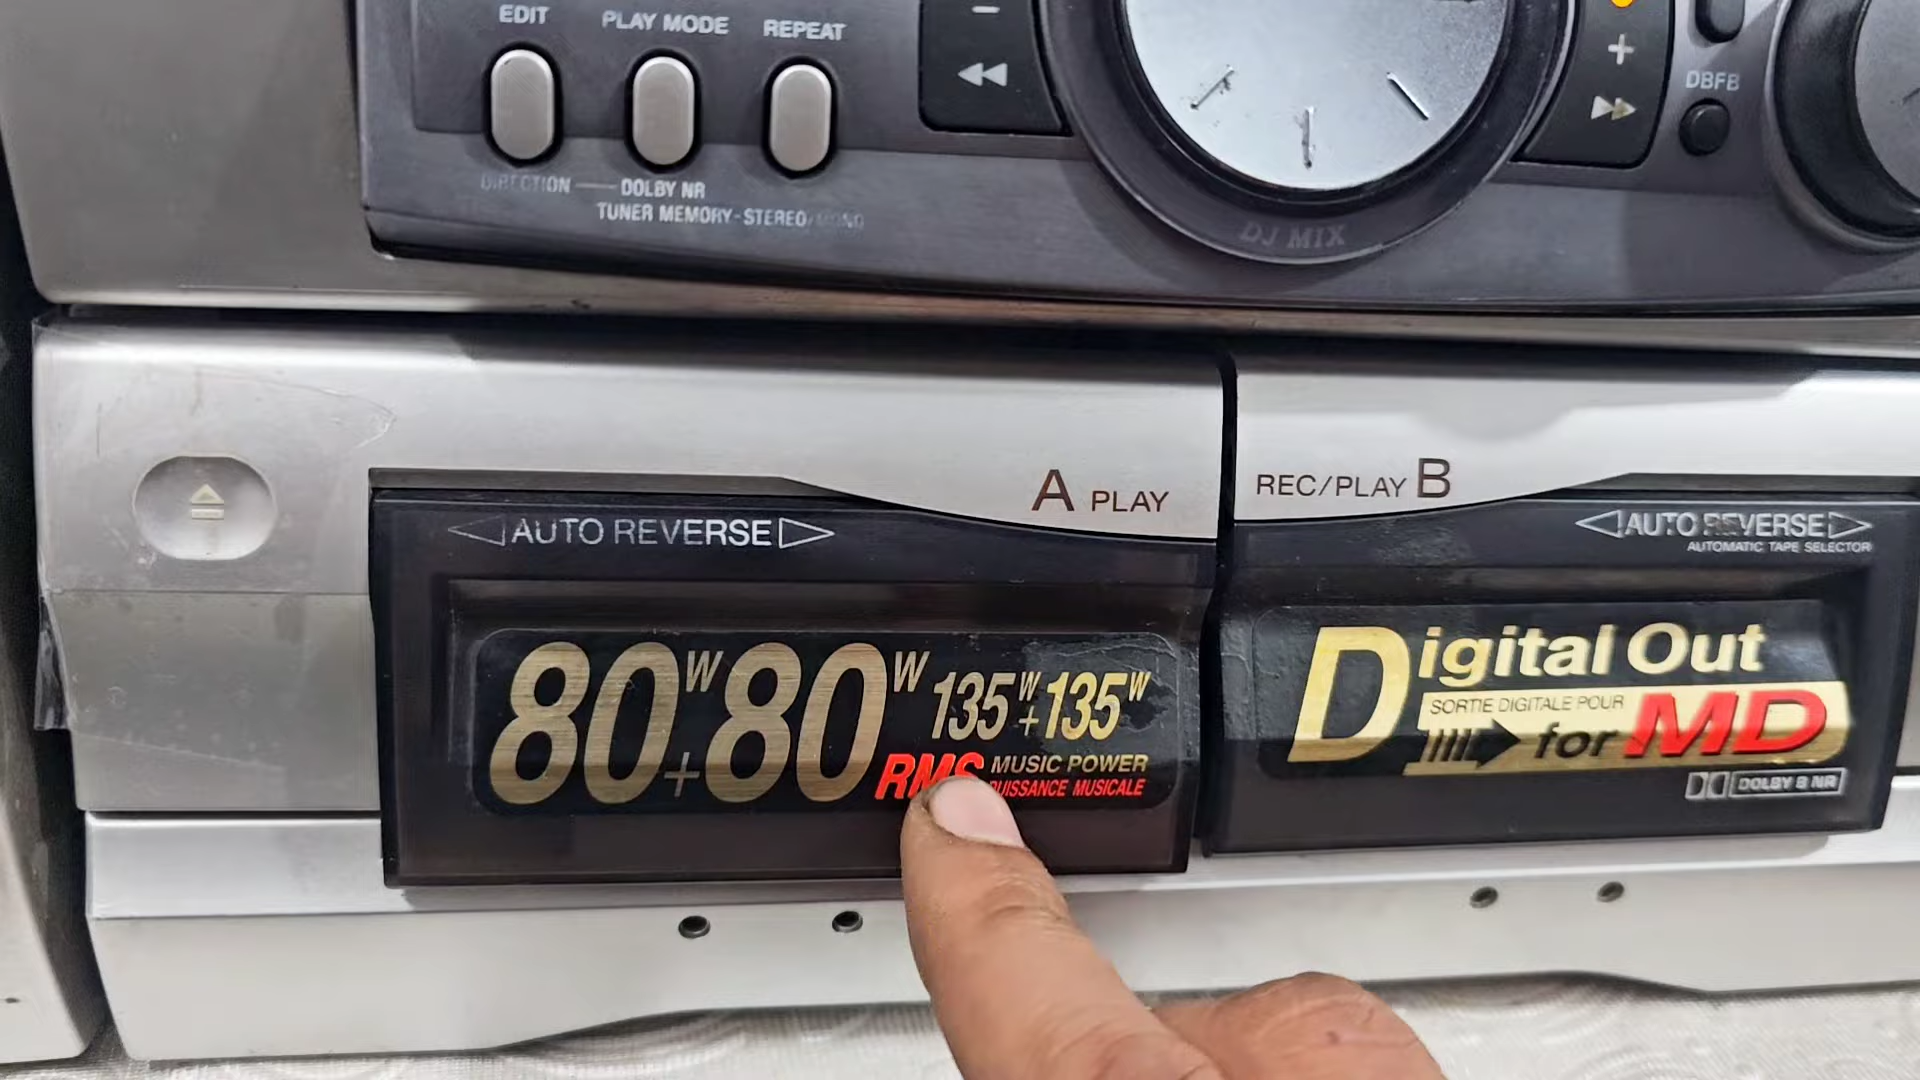 EDIT PLAY MODE REPEAT
DBFB
DIRECTION DOLBY NR
TUNER MEMORY-STEREO/MONO
DJ MIX
A PLAY
REC/PLAY B
AUTO REVERSE
AUTO REVERSE
AUTOMATIC TAPE SELECTOR
80W+80W 135W+135W
RMS MUSIC POWER
PUISSANCE MUSICALE
Digital Out
SORTIE DIGITALE POUR
for MD
DOLBY B NR